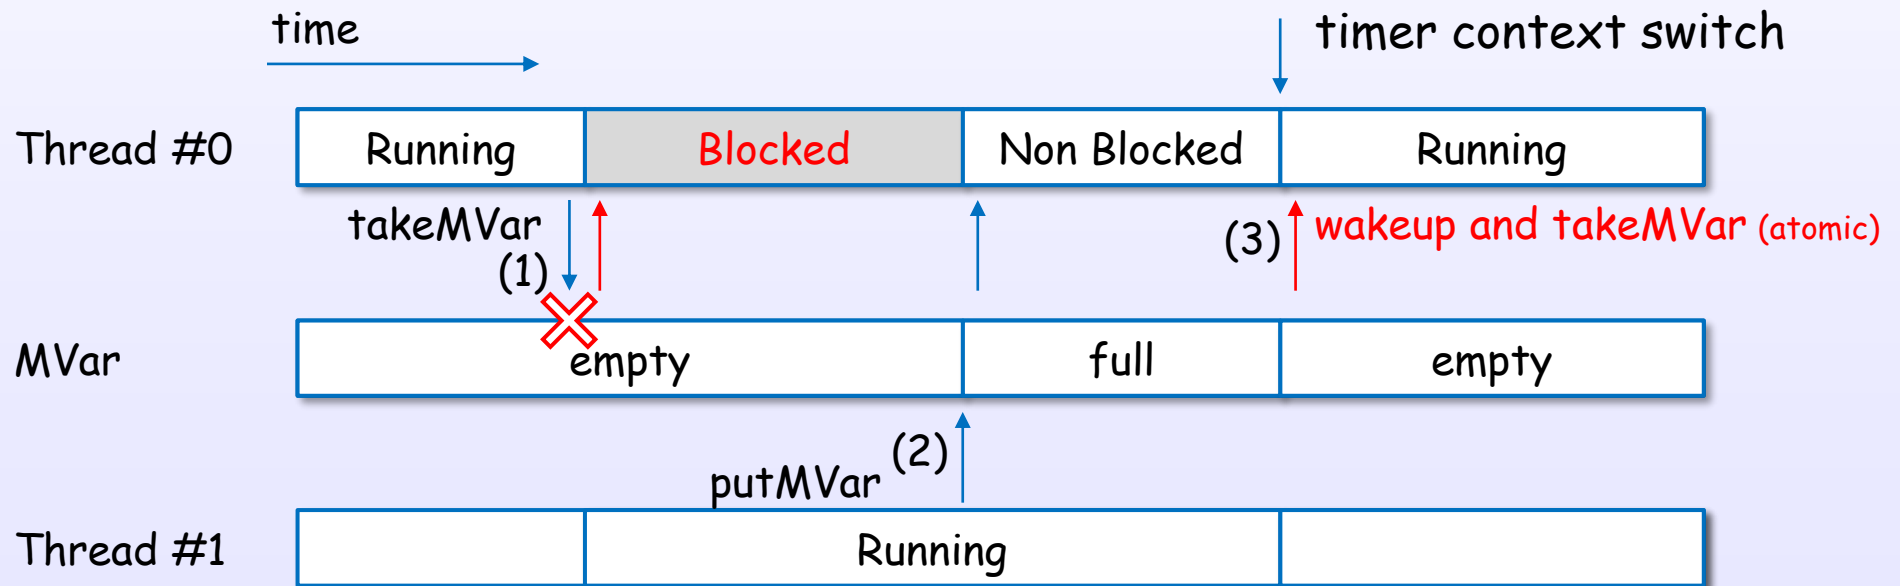 time
timer context switch
Thread #0
Running
Blocked
Non Blocked
Running
takeMVar
(1)
(3)
wakeup and takeMVar (atomic)
MVar
empty
full
empty
(2)
putMVar
Thread #1
Running